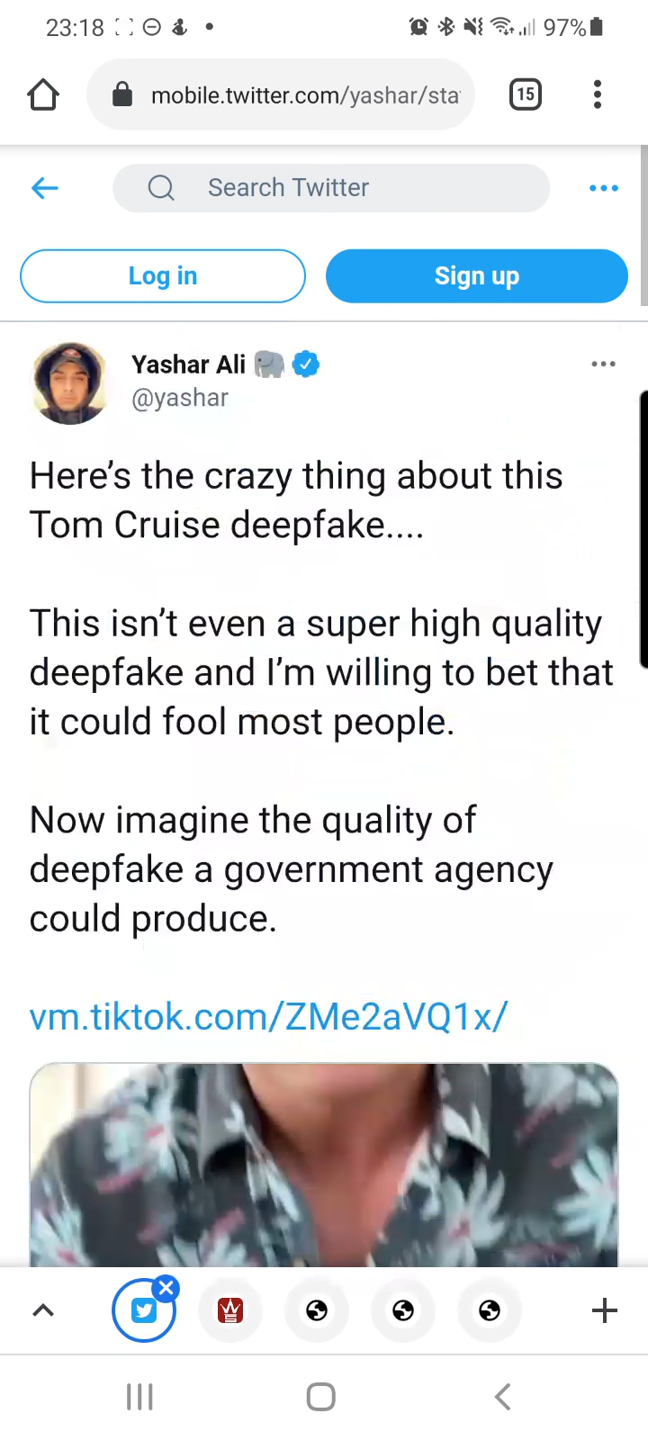 23:18
97%
mobile.twitter.com/yashar/sta
15
Search Twitter
Log in
Sign up
Yashar Ali 🐘
@yashar
Here’s the crazy thing about this
Tom Cruise deepfake....
This isn’t even a super high quality
deepfake and I’m willing to bet that
it could fool most people.
Now imagine the quality of
deepfake a government agency
could produce.
vm.tiktok.com/ZMe2aVQ1x/